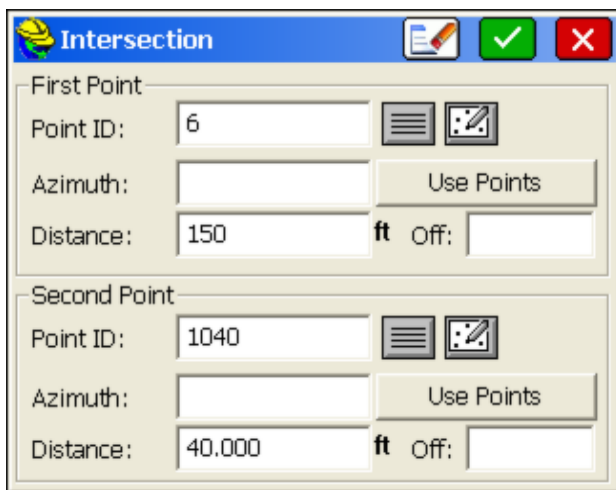 Intersection
First Point
Point ID: 6
Azimuth: Use Points
Distance: 150 ft Off:
Second Point
Point ID: 1040
Azimuth: Use Points
Distance: 40.000 ft Off: